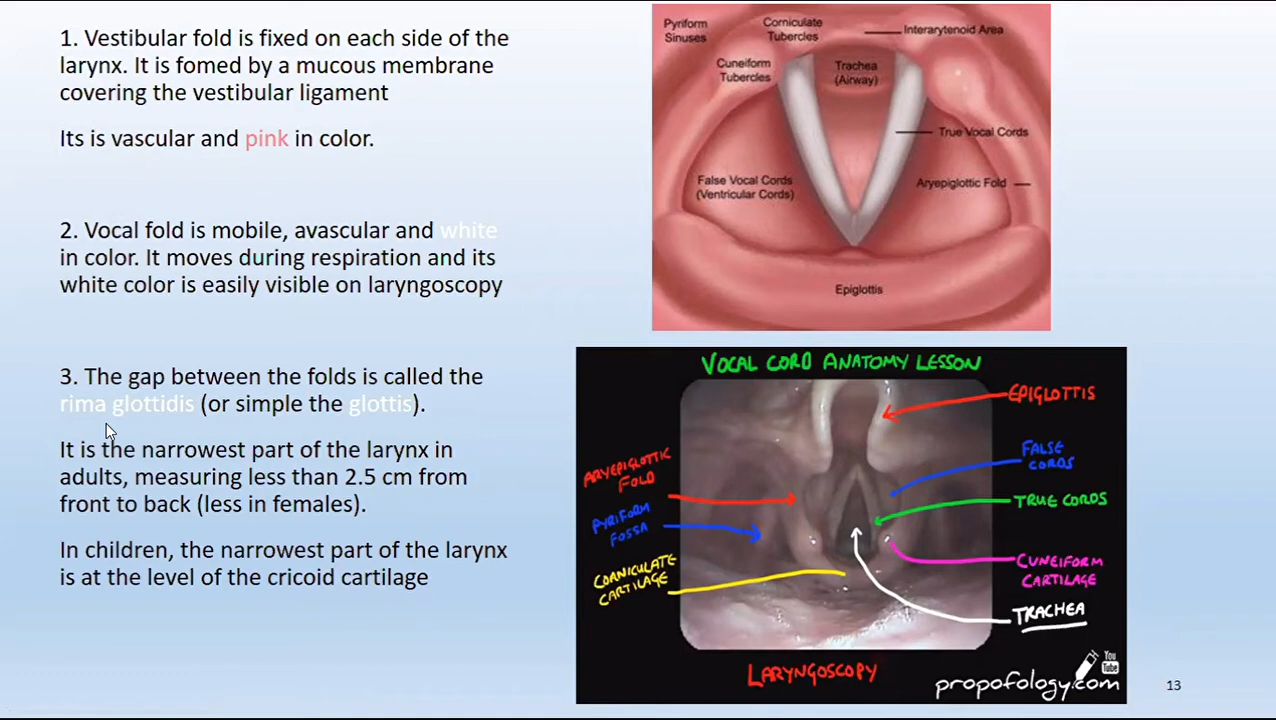 1. Vestibular fold is fixed on each side of the
larynx. It is fomed by a mucous membrane
covering the vestibular ligament
Its is vascular and pink in color.
2. Vocal fold is mobile, avascular and white
in color. It moves during respiration and its
white color is easily visible on laryngoscopy
3. The gap between the folds is called the
rima glottidis (or simple the glottis).
It is the narrowest part of the larynx in
adults, measuring less than 2.5 cm from
front to back (less in females).
In children, the narrowest part of the larynx
is at the level of the cricoid cartilage
Pyriform
Sinuses
Corniculate
Tubercles
Interarytenoid Area
Cuneiform
Tubercles
Trachea
(Airway)
True Vocal Cords
False Vocal Cords
(Ventricular Cords)
Aryepiglottic Fold
Epiglottis
VOCAL CORD ANATOMY LESSON
EPIGLOTTIS
ARYEPIGLOTTIC
FOLD
FALSE
CORDS
PYRIFORM
FOSSA
TRUE CORDS
CORNICULATE
CARTILAGE
CUNEIFORM
CARTILAGE
TRACHEA
LARYNGOSCOPY
You
Tube
propofology.com
13